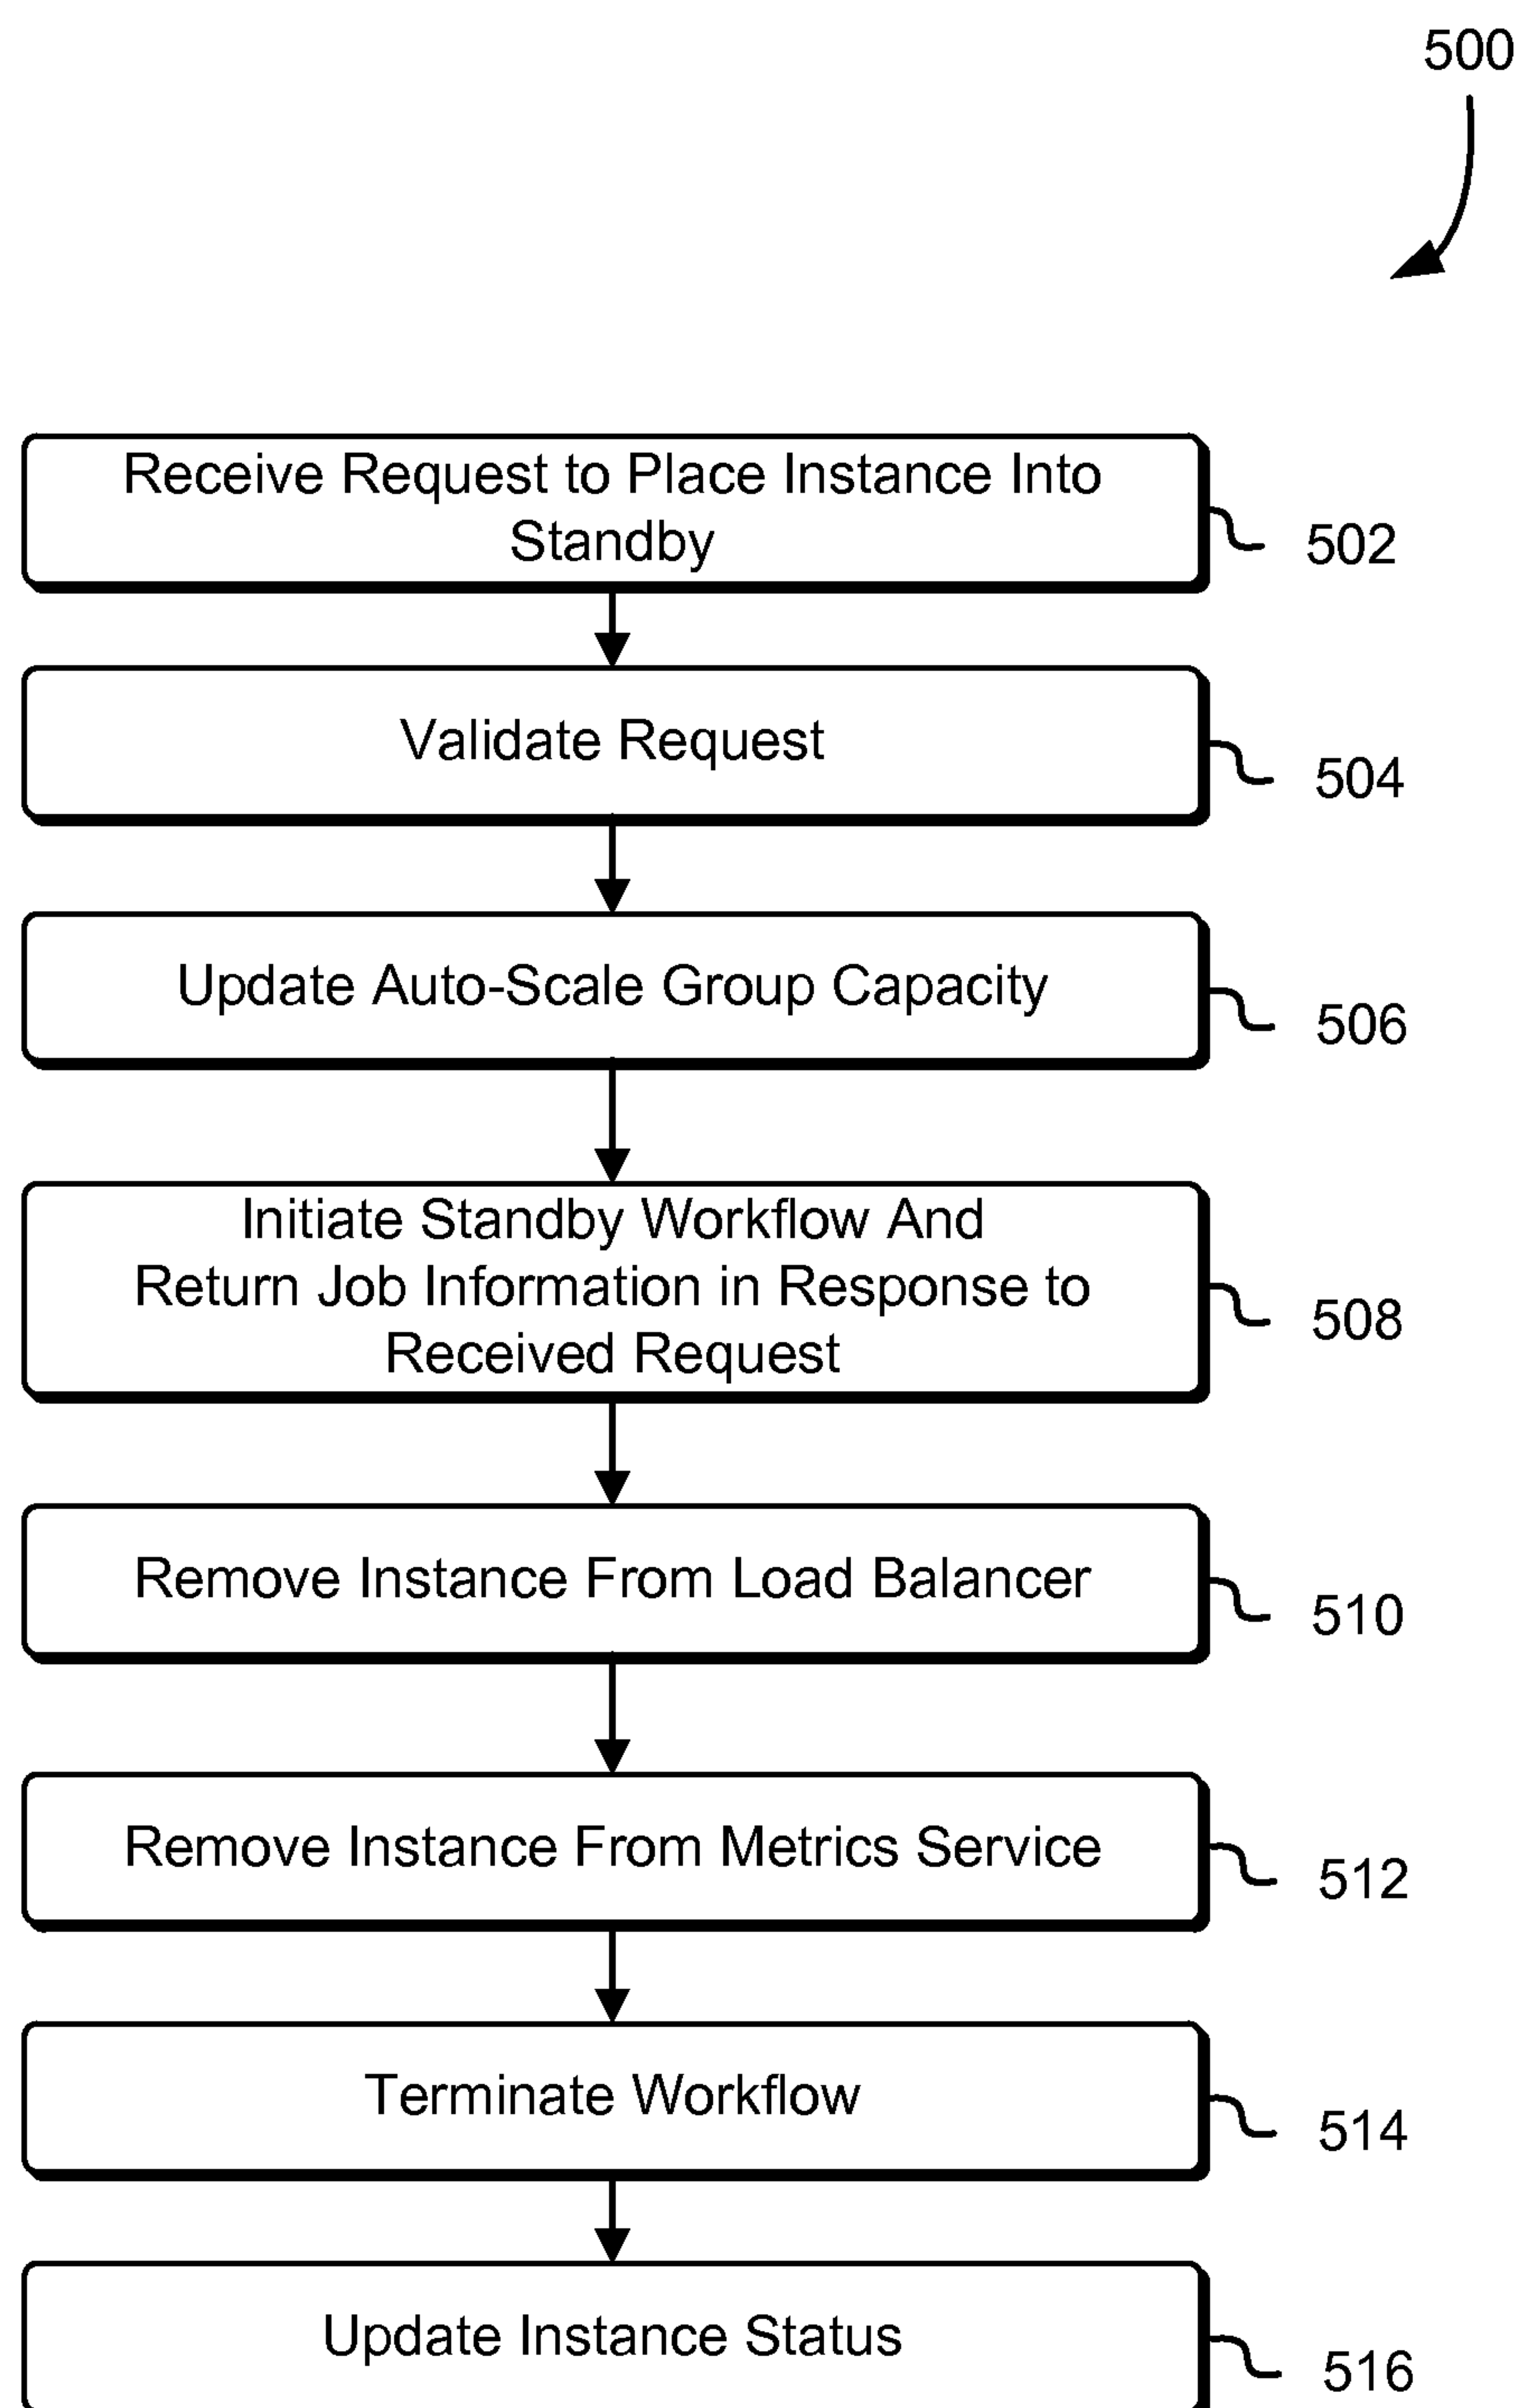 500
Receive Request to Place Instance Into
Standby
502
Validate Request
504
Update Auto-Scale Group Capacity
506
Initiate Standby Workflow And
Return Job Information in Response to
Received Request
508
Remove Instance From Load Balancer
510
Remove Instance From Metrics Service
512
Terminate Workflow
514
Update Instance Status
516